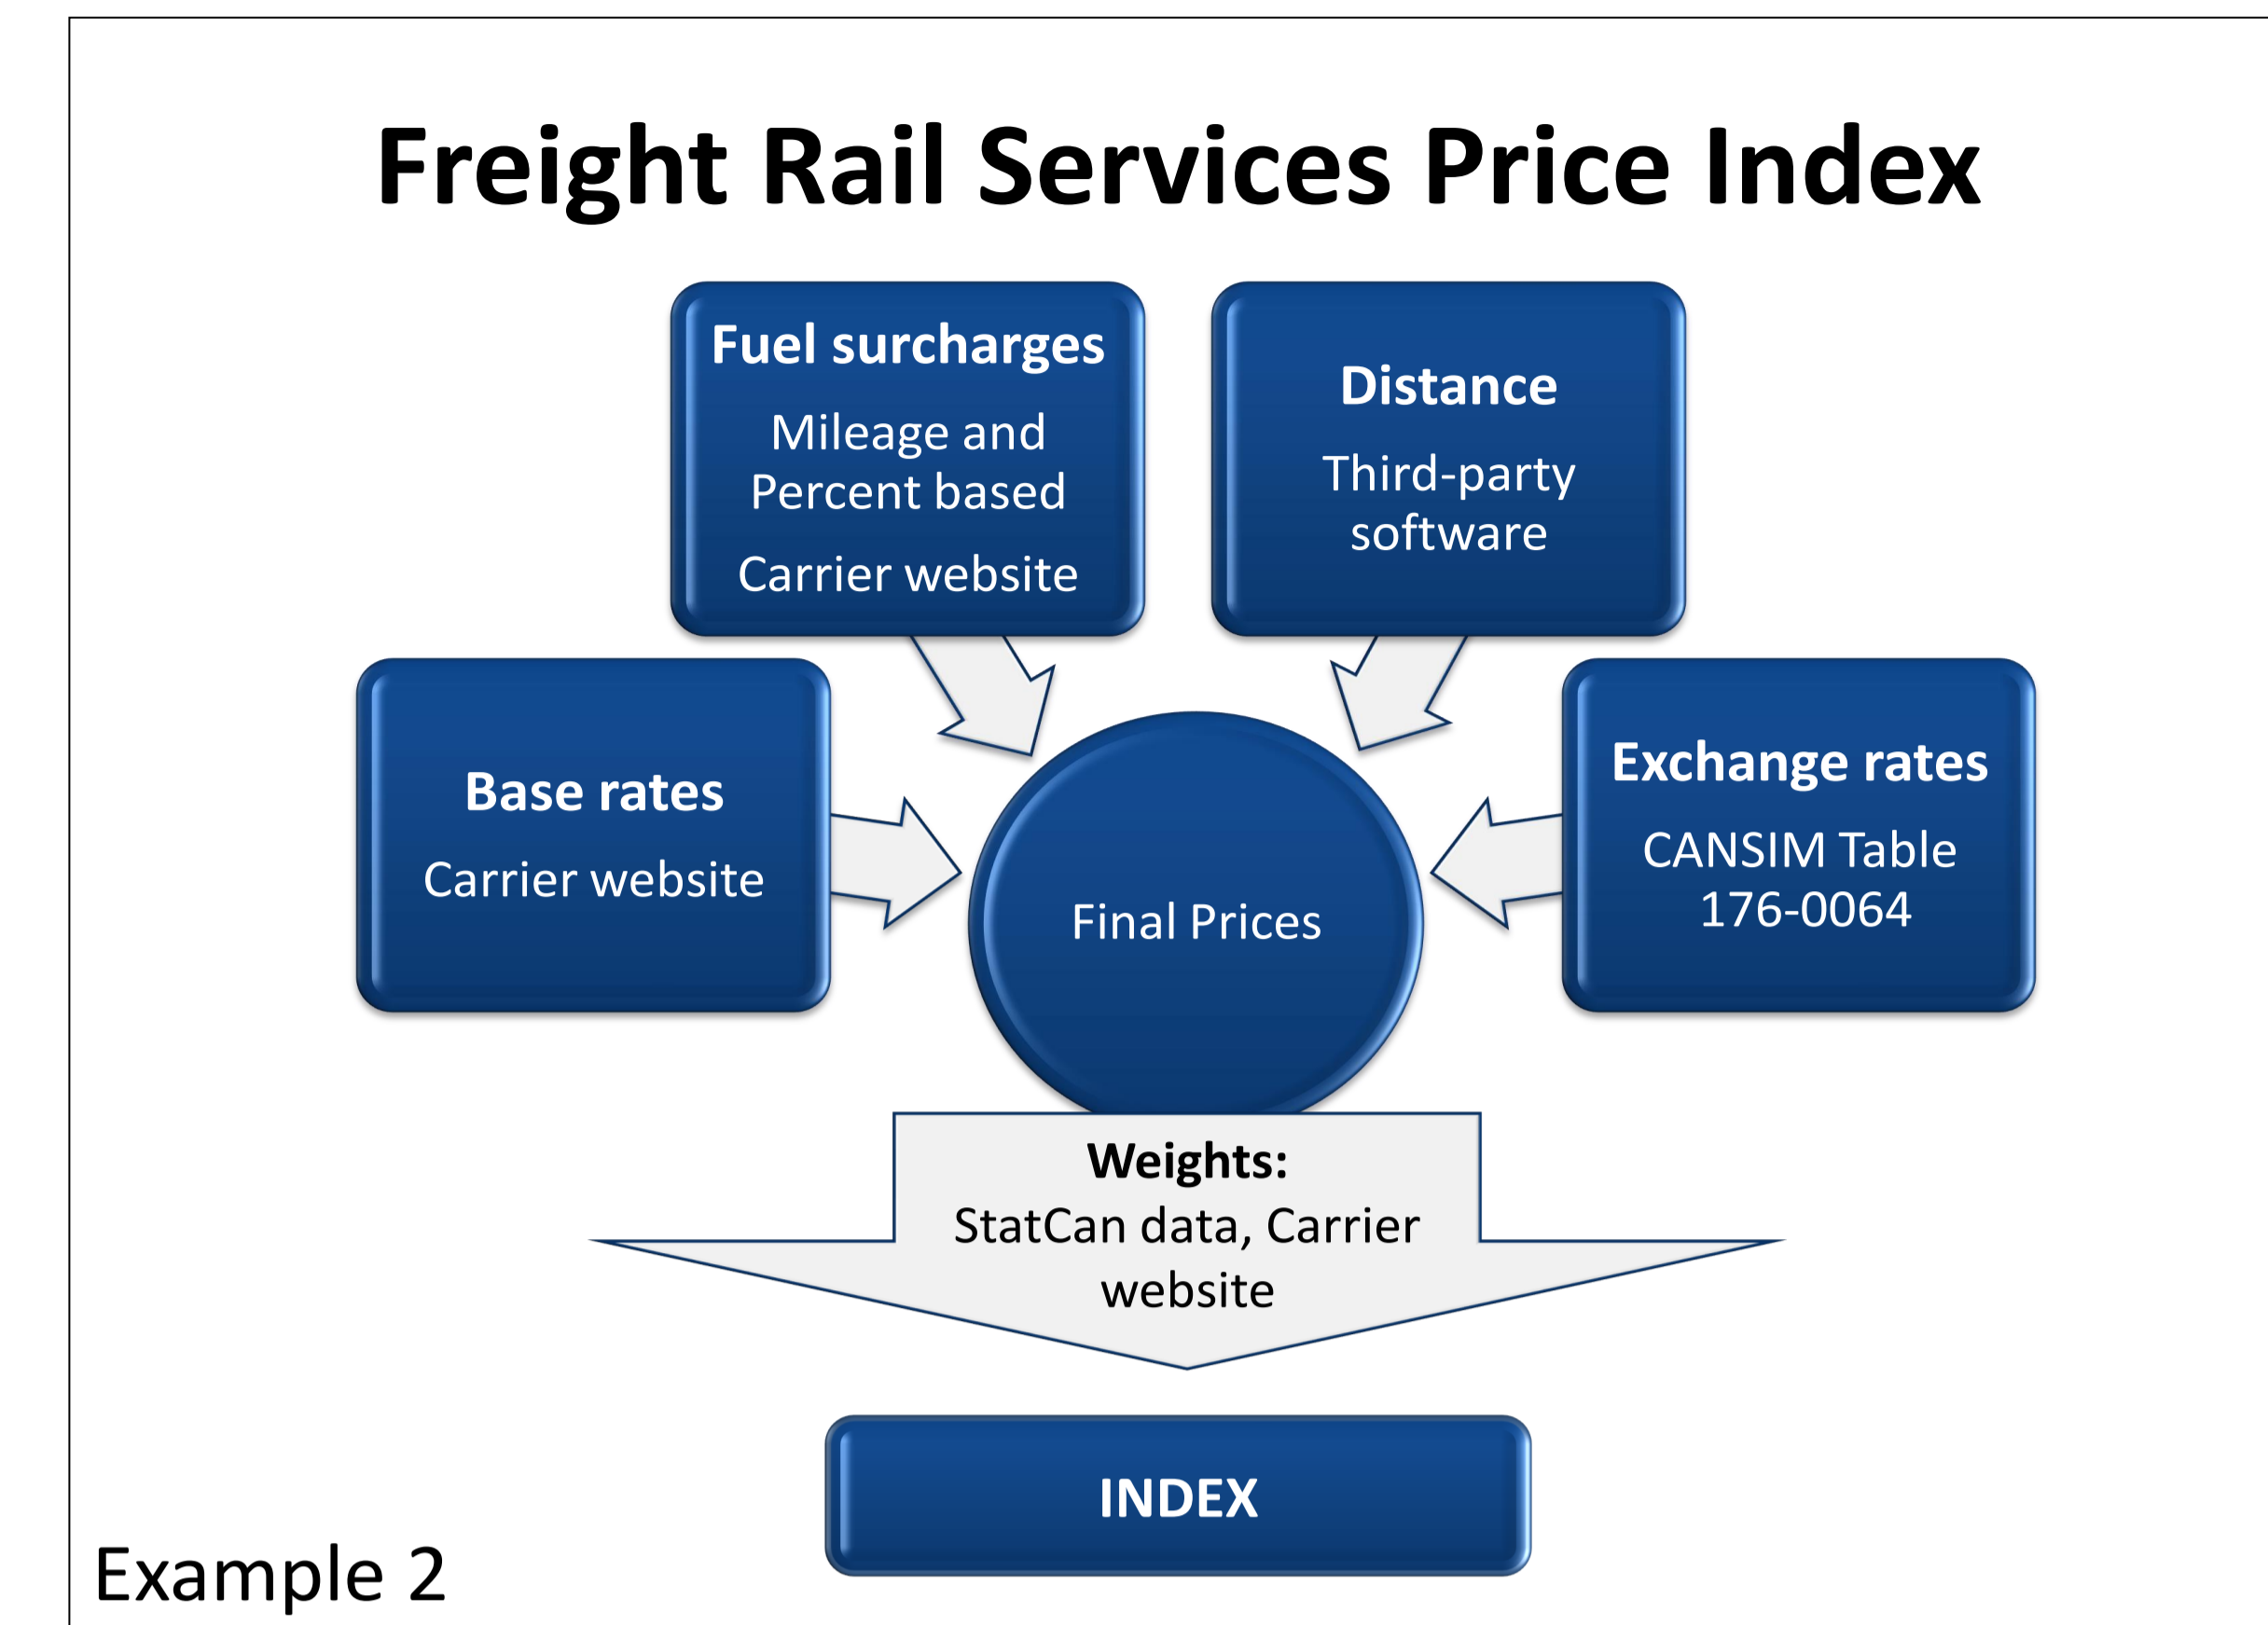 Freight Rail Services Price Index
Fuel surcharges
Mileage and
Percent based
Carrier website
Distance
Third-party
software
Base rates
Carrier website
Exchange rates
CANSIM Table
176-0064
Final Prices
Weights:
StatCan data, Carrier
website
INDEX
Example 2